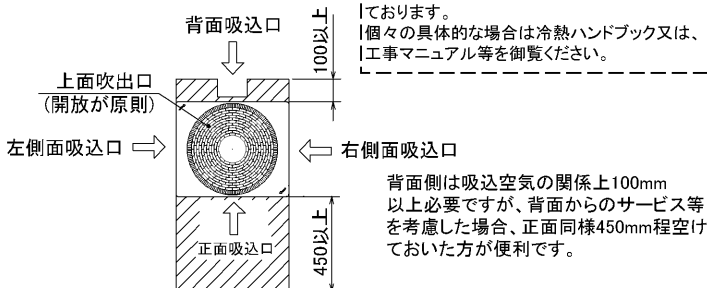 ております。
個々の具体的な場合は冷熱ハンドブック又は、
工事マニュアル等を御覧ください。
背面吸込口
100以上
上面吹出口
(開放が原則)
左側面吸込口
右側面吸込口
正面吸込口
450以上
背面側は吸込空気の関係上100mm
以上必要ですが、背面からのサービス等
を考慮した場合、正面同様450mm程空け
ておいた方が便利です。